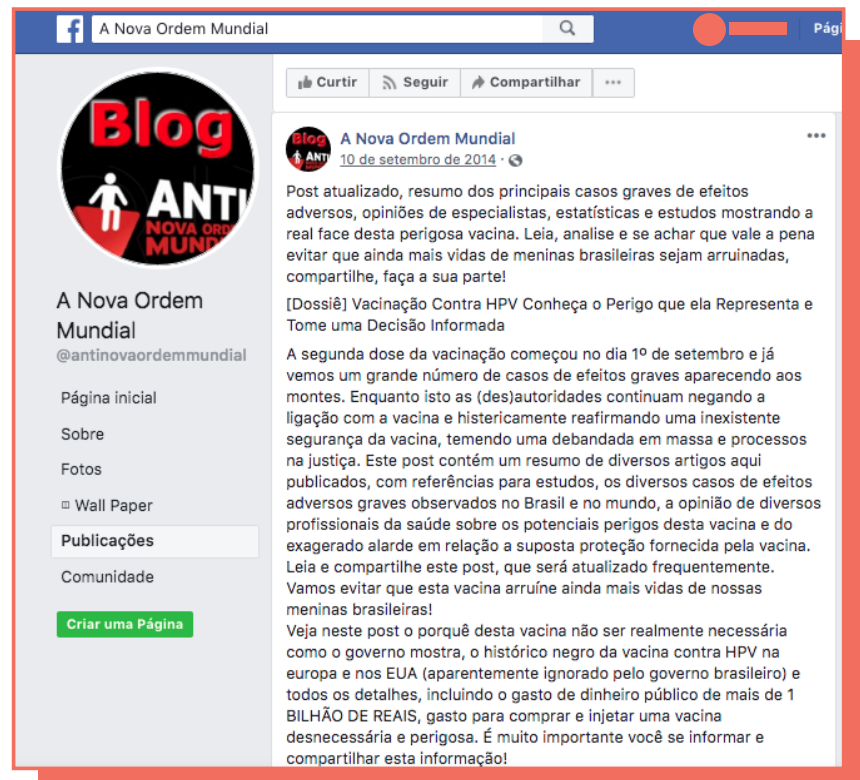 A Nova Ordem Mundial
Curtir
Seguir
Compartilhar
Blog
ANTI
NOVA
MUNDI
A Nova Ordem
Mundial
@antinovaordemmundial
Página inicial
Sobre
Fotos
Wall Paper
Publicações
Comunidade
Criar uma Página
Blog
ANTI
A Nova Ordem Mundial
10 de setembro de 2014
Post atualizado, resumo dos principais casos graves de efeitos
adversos, opiniões de especialistas, estatísticas e estudos mostrando a
real face desta perigosa vacina. Leia, analise e se achar que vale a pena
evitar que ainda mais vidas de meninas brasileiras sejam arruinadas,
compartilhe, faça a sua parte!
[Dossiê] Vacinação Contra HPV Conheça o Perigo que ela Representa e
Tome uma Decisão Informada
A segunda dose da vacinação começou no dia 1º de setembro e já
vemos um grande número de casos de efeitos graves aparecendo aos
montes. Enquanto isto as (des)autoridades continuam negando a
ligação com a vacina e histericamente reafirmando uma inexistente
segurança da vacina, temendo uma debandada em massa e processos
na justiça. Este post contém um resumo de diversos artigos aqui
publicados, com referências para estudos, os diversos casos de efeitos
adversos graves observados no Brasil e no mundo, a opinião de diversos
profissionais da saúde sobre os potenciais perigos desta vacina e do
exagerado alarde em relação a suposta proteção fornecida pela vacina.
Leia e compartilhe este post, que será atualizado frequentemente.
Vamos evitar que esta vacina arruíne ainda mais vidas de nossas
meninas brasileiras!
Veja neste post o porquê desta vacina não ser realmente necessária
como o governo mostra, o histórico negro da vacina contra HPV na
europa e nos EUA (aparentemente ignorado pelo governo brasileiro) e
todos os detalhes, incluindo o gasto de dinheiro público de mais de 1
BILHÃO DE REAIS, gasto para comprar e injetar uma vacina
desnecessária e perigosa. É muito importante você se informar e
compartilhar esta informação!